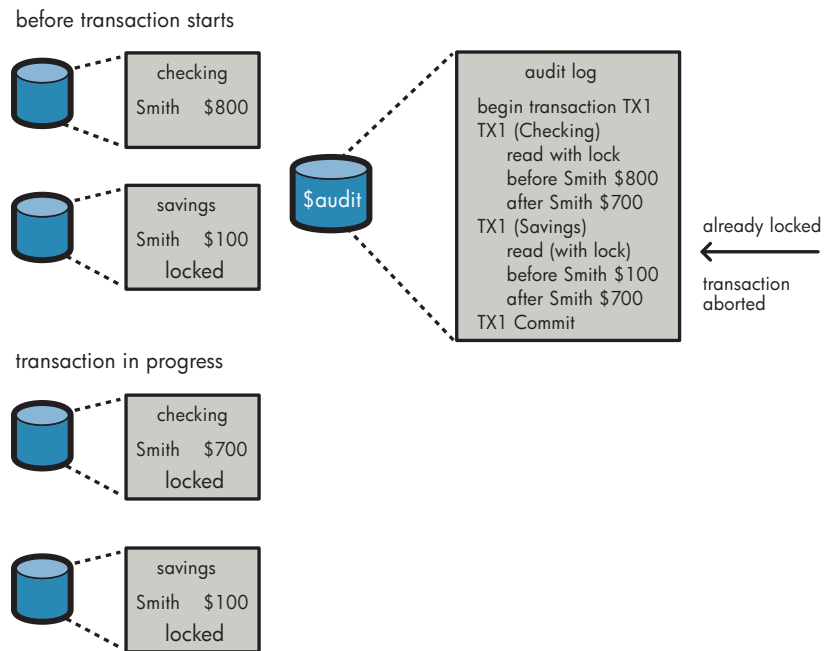 before transaction starts
checking
Smith $800
savings
Smith $100
locked
$audit
audit log
begin transaction TX1
TX1 (Checking)
read with lock
before Smith $800
after Smith $700
TX1 (Savings)
read (with lock)
before Smith $100
after Smith $700
TX1 Commit
already locked
transaction
aborted
transaction in progress
checking
Smith $700
locked
savings
Smith $100
locked